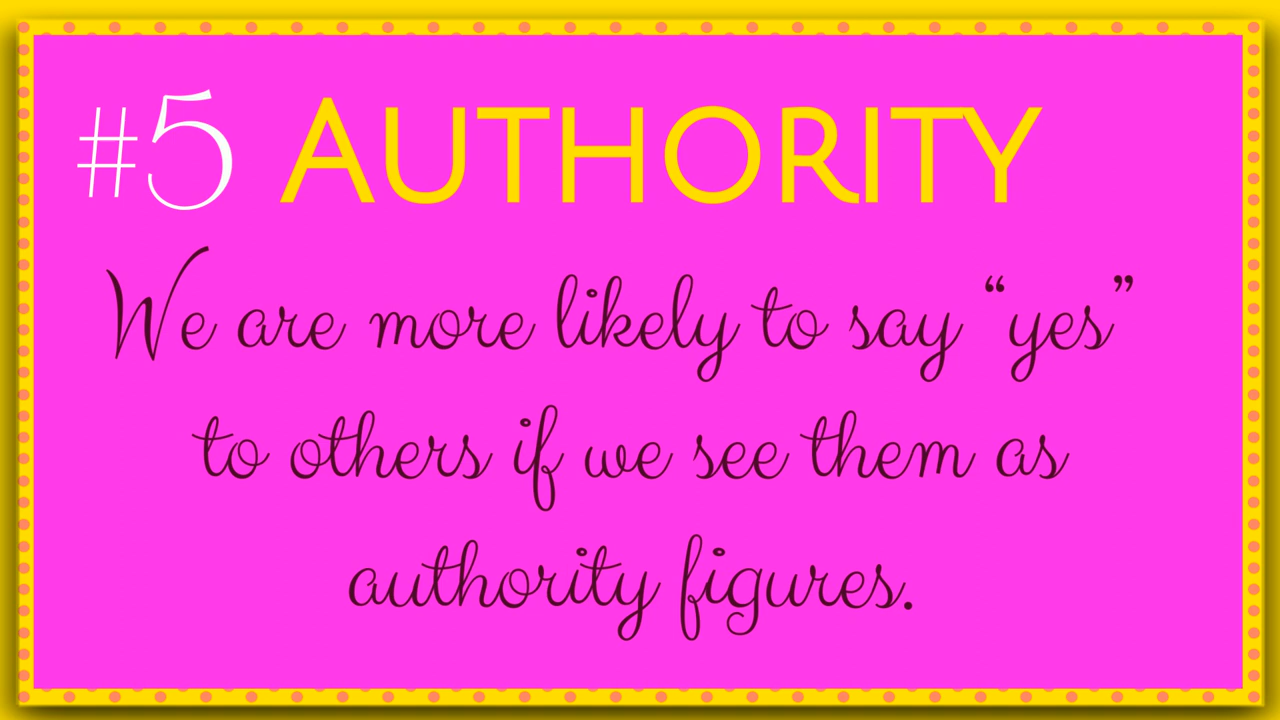 #5 AUTHORITY
We are more likely to say “yes”
to others if we see them as
authority figures.